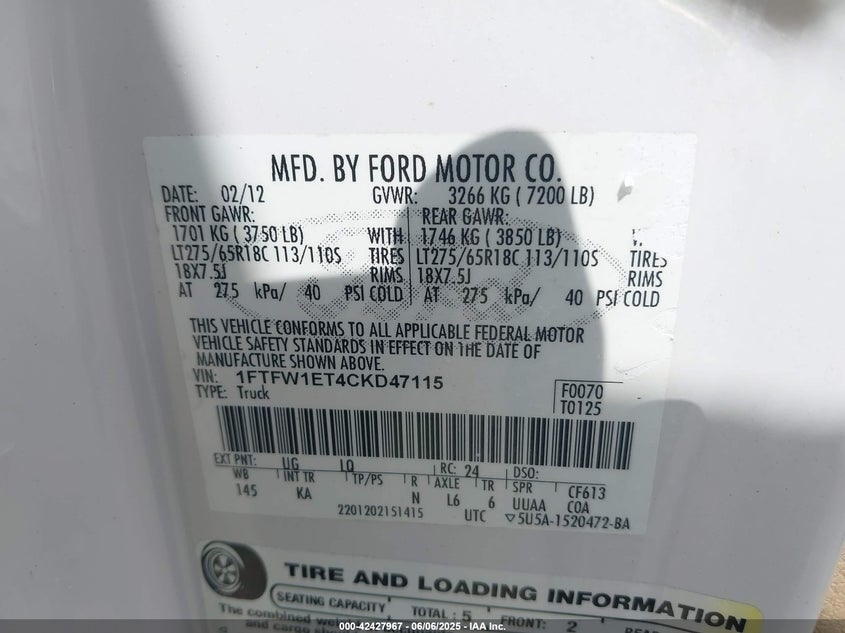 MFD. BY FORD MOTOR CO.
DATE: 02/12 GVWR: 3266 KG ( 7200 LB)
FRONT GAWR: REAR GAWR:
1701 KG ( 3750 LB) WITH 1746 KG ( 3850 LB)
LT275/65R18C 113/110S TIRES LT275/65R18C 113/110S TIRES
18X7.5J RIMS 18X7.5J RIMS
AT 275 kPa/ 40 PSI COLD AT 275 kPa/ 40 PSI COLD
THIS VEHICLE CONFORMS TO ALL APPLICABLE FEDERAL MOTOR
VEHICLE SAFETY STANDARDS IN EFFECT ON THE DATE OF
MANUFACTURE SHOWN ABOVE.
VIN: 1FTFW1ET4CKD47115 F0070
TYPE: Truck T0125
EXT PNT: UG LQ RC: 24 DSO:
WB INT TR TP/PS R AXLE TR SPR CF613
145 KA N L6 6 UUAA COA
2201202151415 UTC ▽5U5A-1520472-BA
TIRE AND LOADING INFORMATION
SEATING CAPACITY TOTAL : 5 FRONT: 2
The combined
and cargo
000-42427967 - 06/06/2025 - IAA Inc.